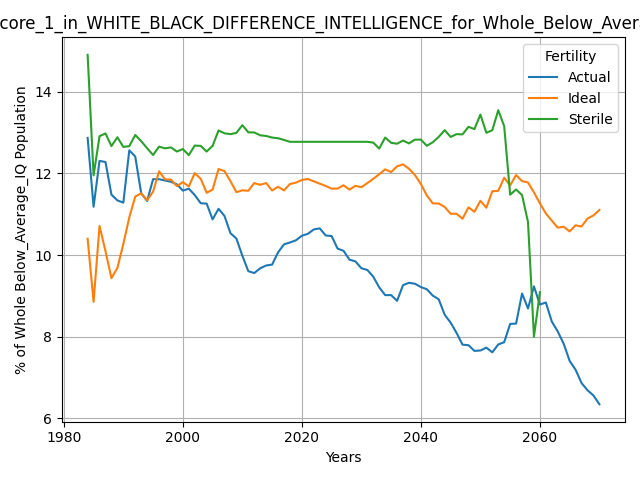 core_1_in_WHITE_BLACK_DIFFERENCE_INTELLIGENCE_for_Whole_Below_Avera
Fertility
Actual
Ideal
Sterile
% of Whole Below_Average_IQ Population
14
12
10
8
6
1980
2000
2020
2040
2060
Years